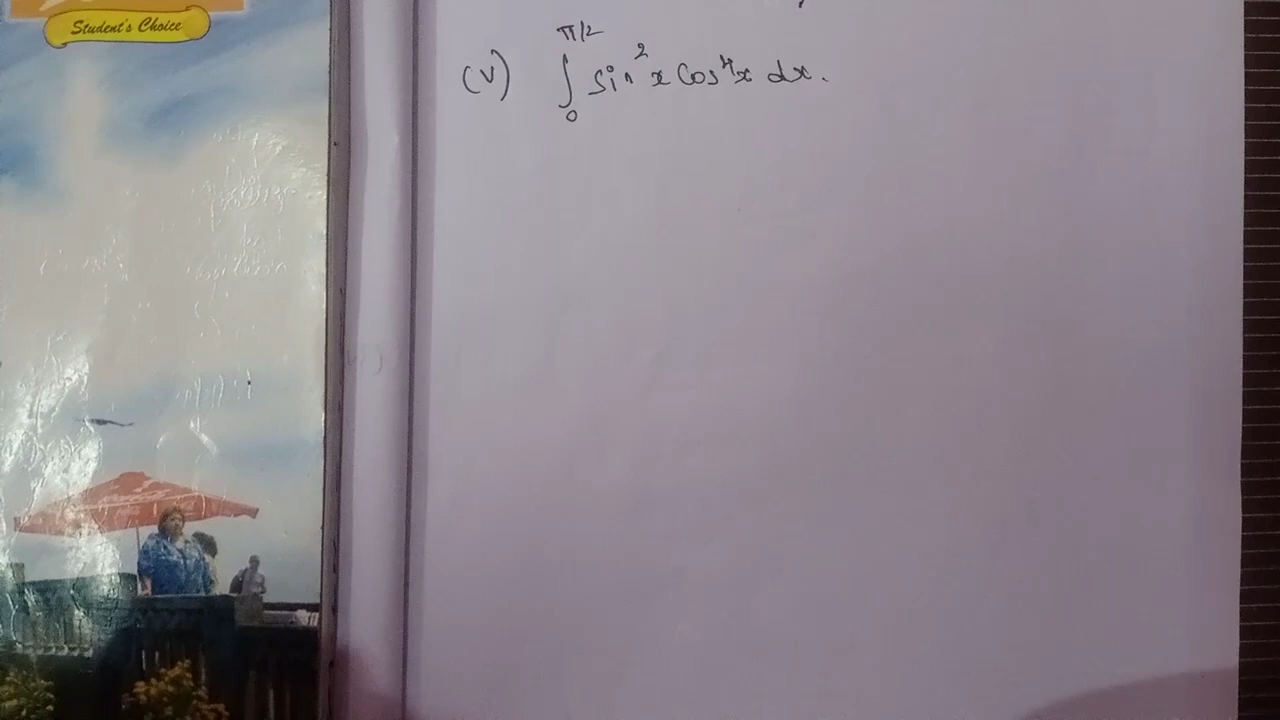 Student's Choice
π/2
(V) ∫ Sin²x Cos⁴x dx.
0